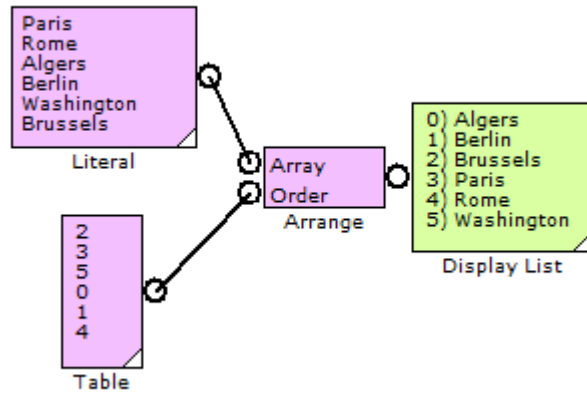 Paris
Rome
Algers
Berlin
Washington
Brussels
Literal
Array
Order
Arrange
0) Algers
1) Berlin
2) Brussels
3) Paris
4) Rome
5) Washington
Display List
2
3
5
0
1
4
Table